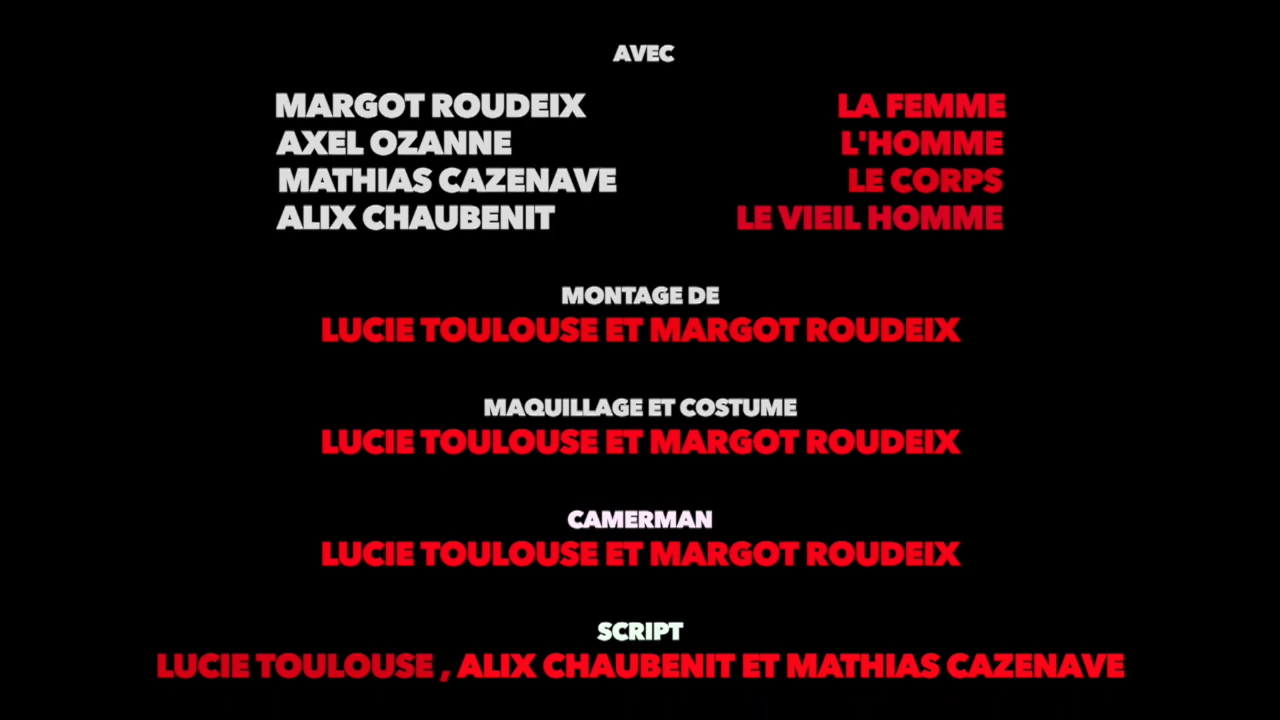 AVEC
MARGOT ROUDEIX LA FEMME
AXEL OZANNE L'HOMME
MATHIAS CAZENAVE LE CORPS
ALIX CHAUBENIT LE VIEIL HOMME
MONTAGE DE
LUCIE TOULOUSE ET MARGOT ROUDEIX
MAQUILLAGE ET COSTUME
LUCIE TOULOUSE ET MARGOT ROUDEIX
CAMERMAN
LUCIE TOULOUSE ET MARGOT ROUDEIX
SCRIPT
LUCIE TOULOUSE , ALIX CHAUBENIT ET MATHIAS CAZENAVE